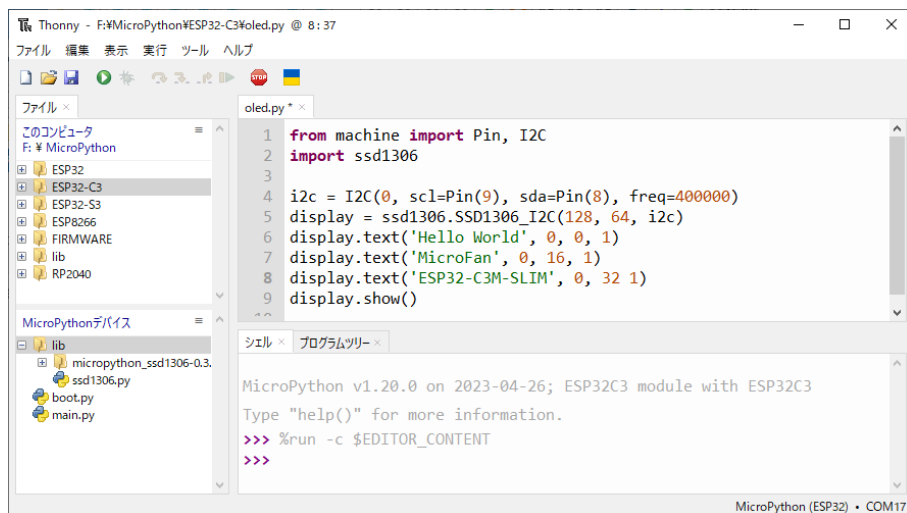 Thonny - F:¥MicroPython¥ESP32-C3¥oled.py @ 8:37
ファイル 編集 表示 実行 ツール ヘルプ
STOP
ファイル ×
このコンピュータ
F: ¥ MicroPython
ESP32
ESP32-C3
ESP32-S3
ESP8266
FIRMWARE
lib
RP2040
MicroPythonデバイス
lib
micropython_ssd1306-0.3.
ssd1306.py
boot.py
main.py
oled.py * ×
1 from machine import Pin, I2C
2 import ssd1306
3
4 i2c = I2C(0, scl=Pin(9), sda=Pin(8), freq=400000)
5 display = ssd1306.SSD1306_I2C(128, 64, i2c)
6 display.text('Hello World', 0, 0, 1)
7 display.text('MicroFan', 0, 16, 1)
8 display.text('ESP32-C3M-SLIM', 0, 32 1)
9 display.show()
10
シェル × プログラムツリー ×
MicroPython v1.20.0 on 2023-04-26; ESP32C3 module with ESP32C3
Type "help()" for more information.
>>> %run -c $EDITOR_CONTENT
>>>
MicroPython (ESP32) • COM17